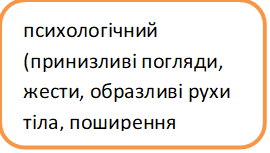 психологічний
(принизливі погляди,
жести, образливі рухи
тіла, поширення